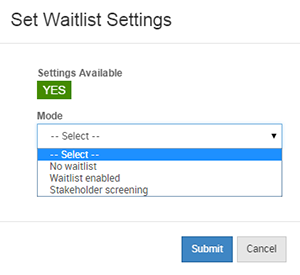 Set Waitlist Settings
Settings Available
YES
Mode
-- Select --
-- Select --
No waitlist
Waitlist enabled
Stakeholder screening
Submit Cancel